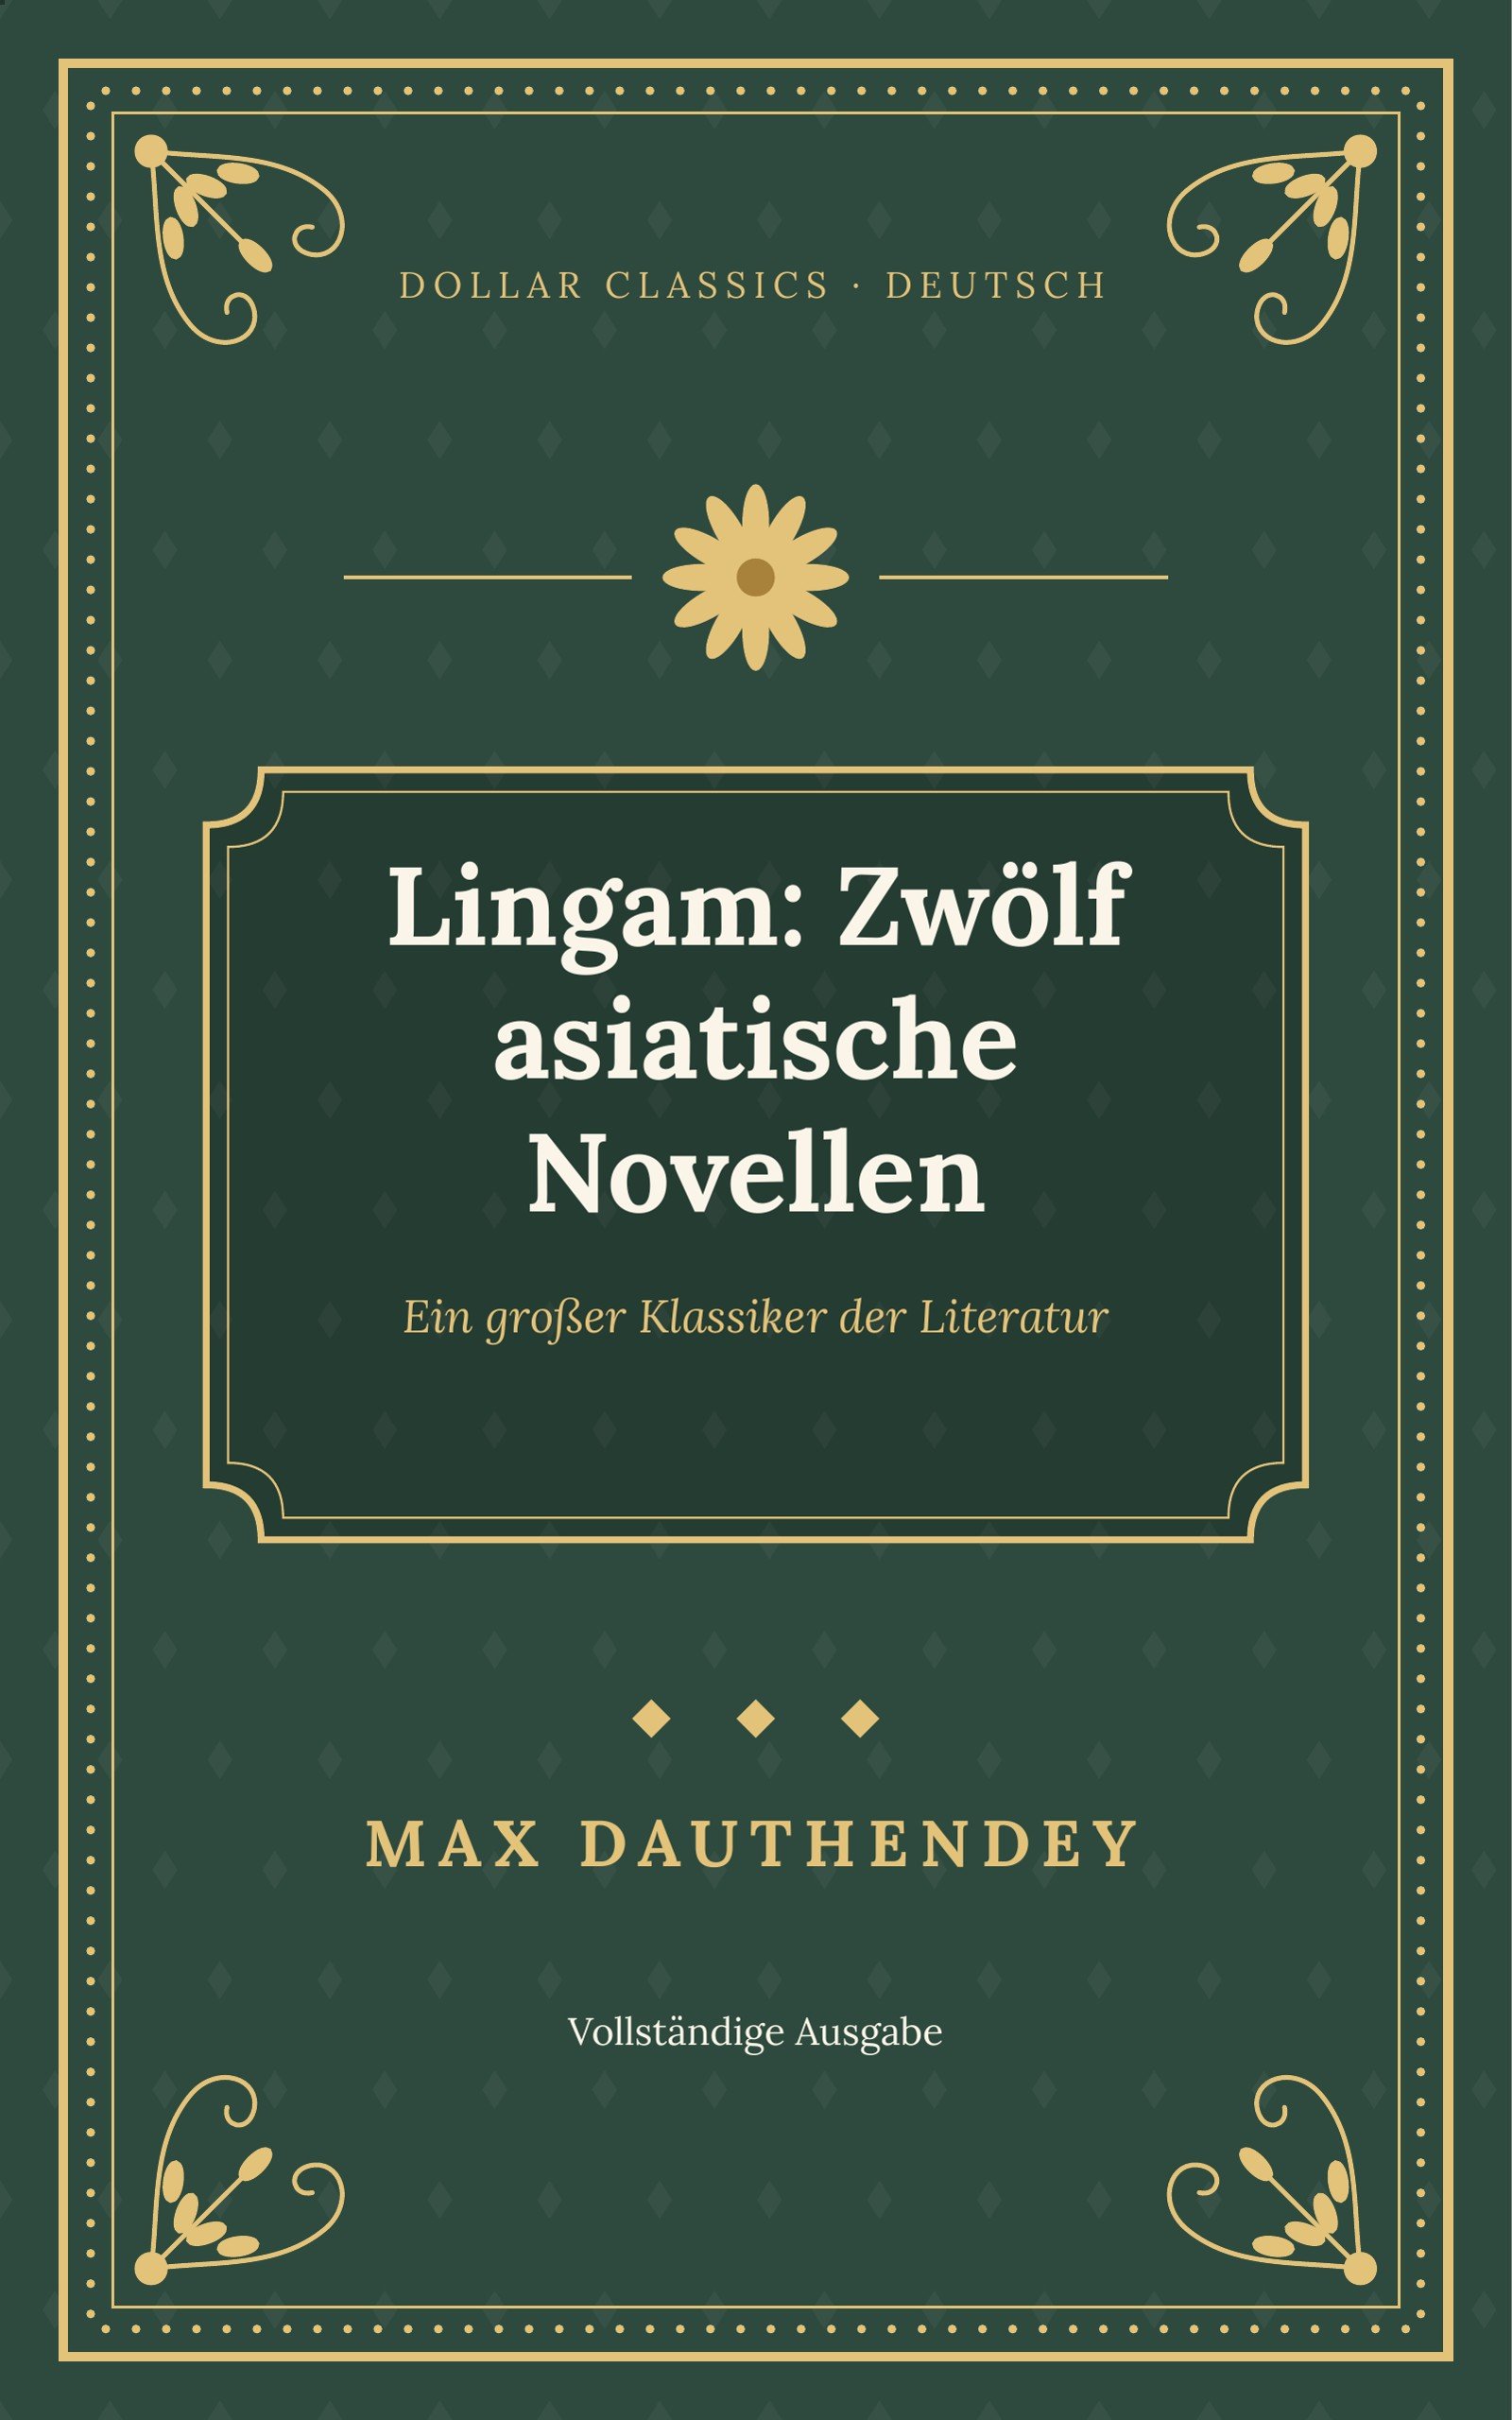 DOLLAR CLASSICS · DEUTSCH
Lingam: Zwölf
asiatische
Novellen
Ein großer Klassiker der Literatur
MAX DAUTHENDEY
Vollständige Ausgabe